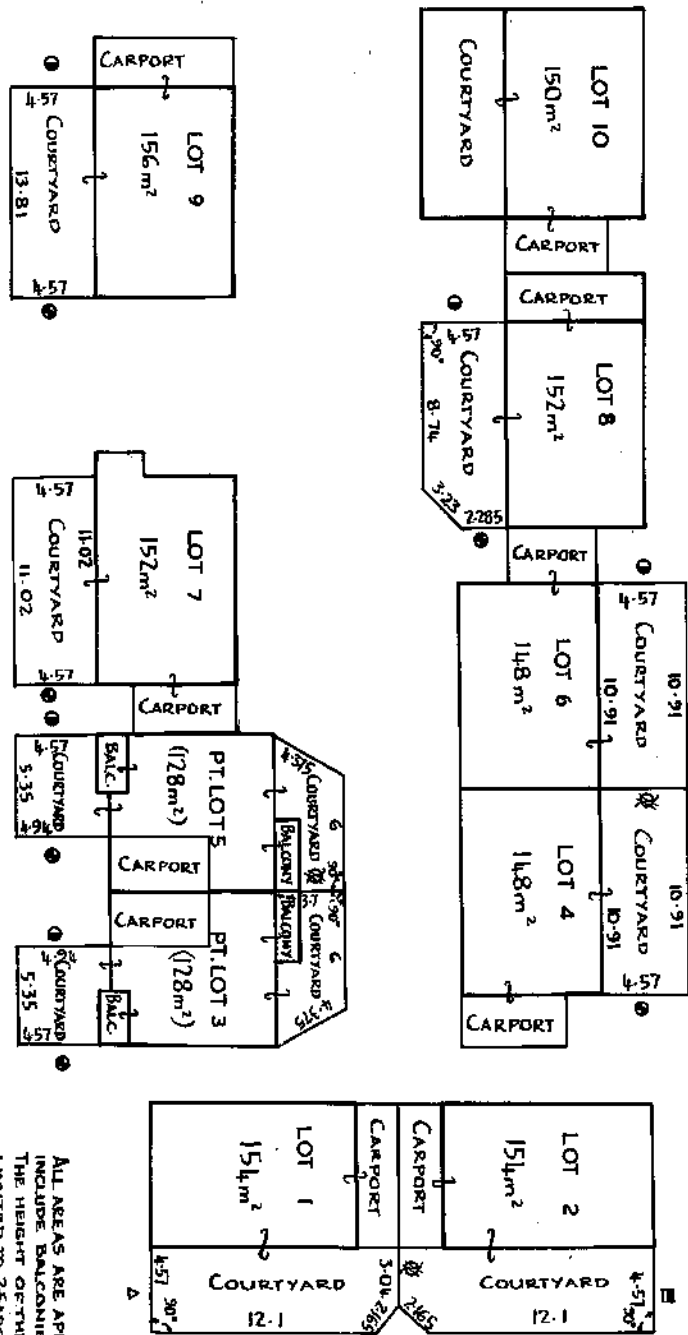 CARPORT
4.57
COURTYARD
13.81
4.57
LOT 9
156m²
COURTYARD
LOT 10
150m²
CARPORT
CARPORT
4.57
90°
COURTYARD
8.74
3.23
2.285
LOT 8
152m²
CARPORT
4.57
COURTYARD
11.02
11.02
4.57
LOT 7
152m²
CARPORT
4.57
COURTYARD
10.91
10.91
LOT 6
148m²
COURTYARD
10.91
10.91
4.57
LOT 4
148m²
CARPORT
4.57
COURTYARD
5.35
4.94
BALC.
PT. LOT 5
(128m²)
4.375
COURTYARD
6
90°
BALCONY
CARPORT
CARPORT
BALCONY
3.7
90°
COURTYARD
6
4.375
PT. LOT 3
(128m²)
4.94
COURTYARD
5.35
4.57
BALC.
LOT 1
154m²
CARPORT
CARPORT
LOT 2
154m²
4.57
90°
COURTYARD
12.1
3.04
COURTYARD
12.1
4.57
90°
ALL AREAS ARE
INCLUDE
THE HEIGHT OF THE